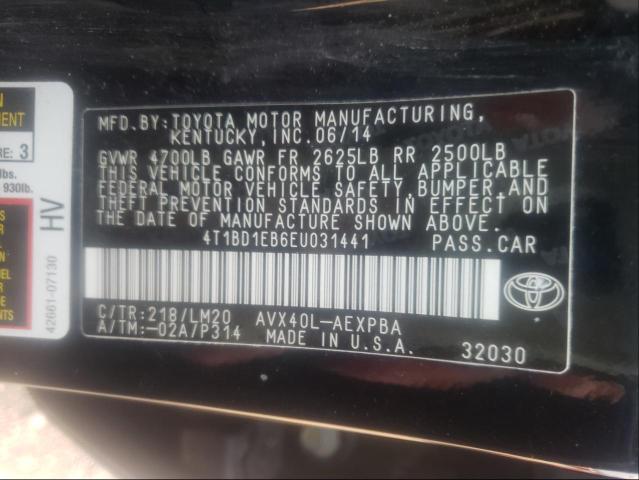 MFD.BY:TOYOTA MOTOR MANUFACTURING,
KENTUCKY,INC.06/14
GVWR 4700LB GAWR FR 2625LB RR 2500LB
THIS VEHICLE CONFORMS TO ALL APPLICABLE
FEDERAL MOTOR VEHICLE SAFETY,BUMPER,AND
THEFT PREVENTION STANDARDS IN EFFECT ON
THE DATE OF MANUFACTURE SHOWN ABOVE.
4T1BD1EB6EU031441 PASS.CAR
C/TR:218/LM20 AVX40L-AEXPBA
A/TM:-02A/P314 MADE IN U.S.A. 32030
3
930lb.
HV
42661-07130